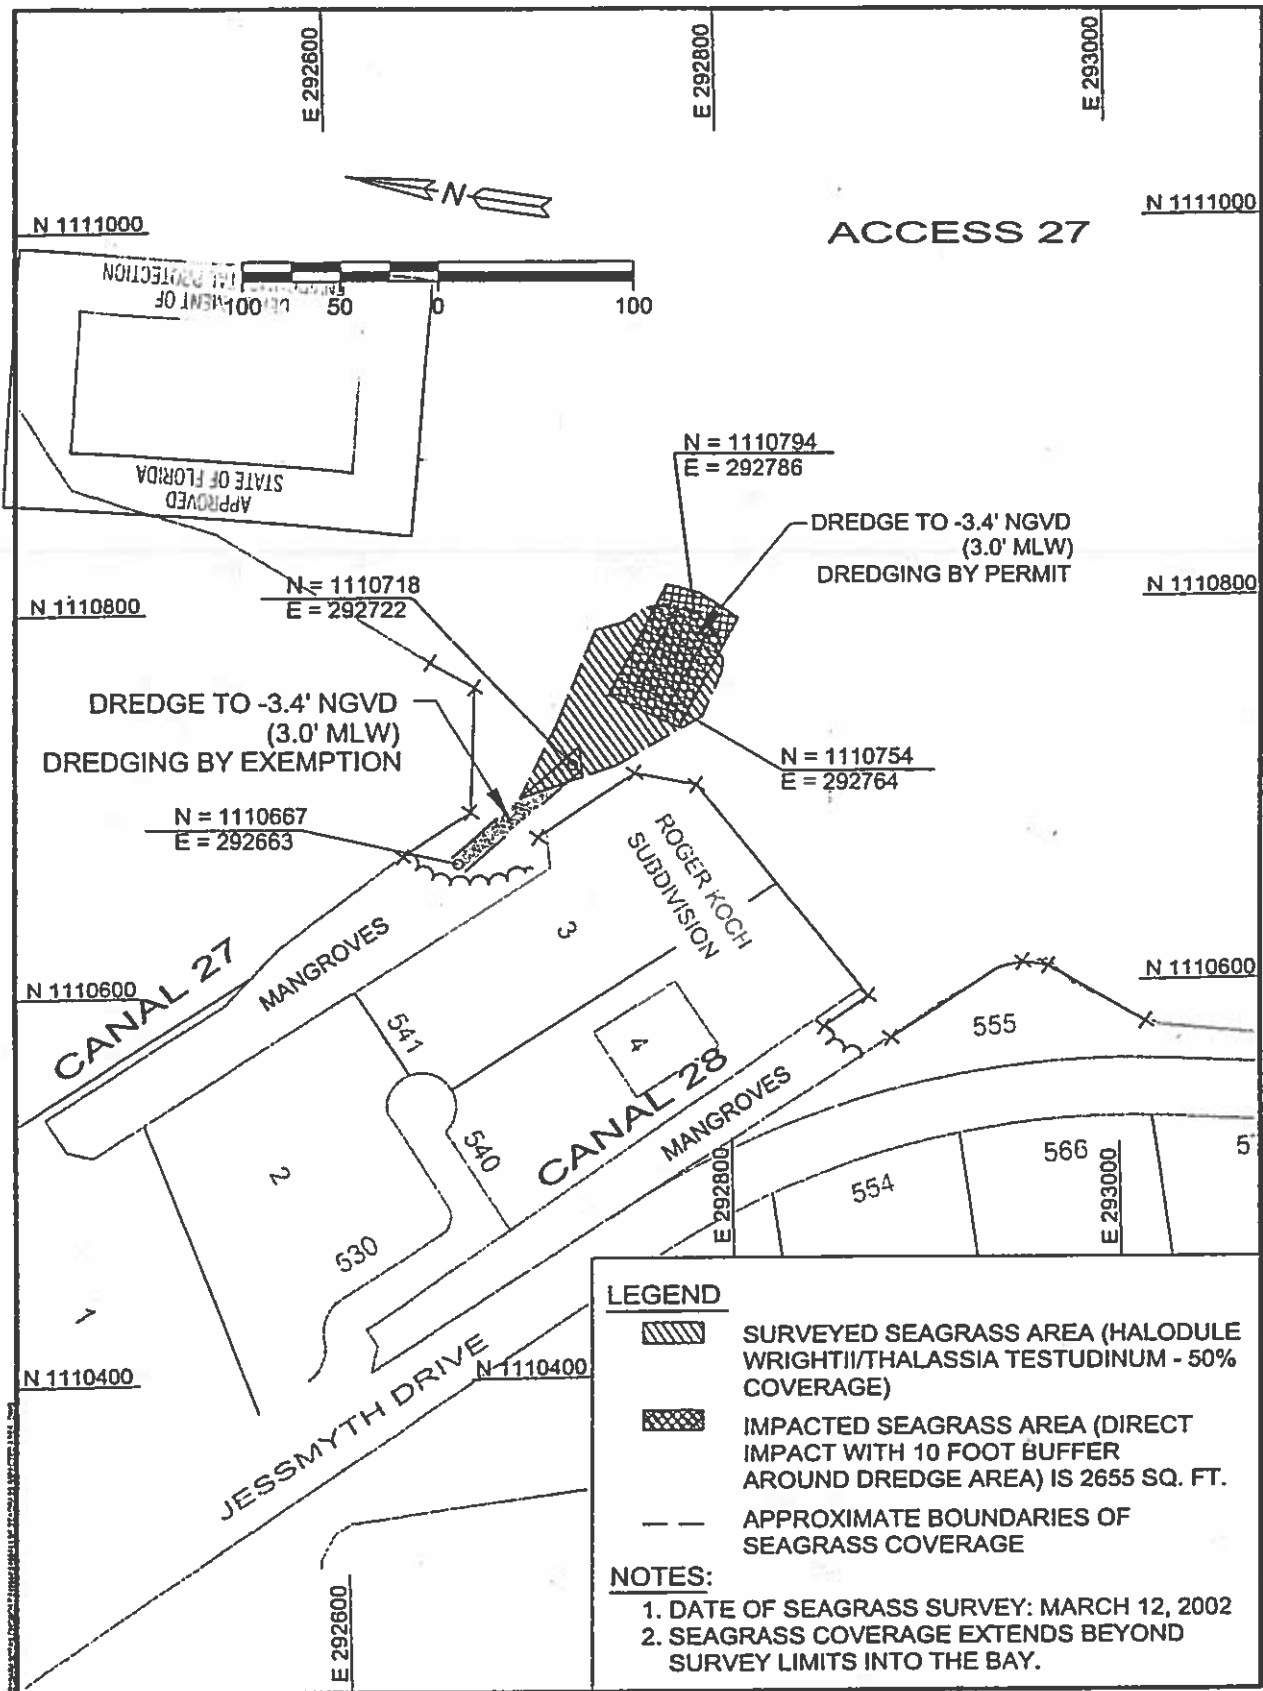 E 292600
E 292800
E 293000
N
N 1111000
N 1111000
ACCESS 27
100 50 0 100
APPROVED
STATE OF FLORIDA
MENT OF
TAL PROTECTION
N = 1110794
E = 292786
DREDGE TO -3.4' NGVD
(3.0' MLW)
DREDGING BY PERMIT
N = 1110718
E = 292722
N 1110800
N 1110800
DREDGE TO -3.4' NGVD
(3.0' MLW)
DREDGING BY EXEMPTION
N = 1110754
E = 292764
N = 1110667
E = 292663
ROGER KOCH
SUBDIVISION
3
CANAL 27
MANGROVES
N 1110600
N 1110600
541
4
555
CANAL 28
MANGROVES
540
2
530
E 292800
554
566
E 293000
5
1
N 1110400
N 1110400
JESSMYTH DRIVE
E 292600
LEGEND
SURVEYED SEAGRASS AREA (HALODULE
WRIGHTII/THALASSIA TESTUDINUM - 50%
COVERAGE)
IMPACTED SEAGRASS AREA (DIRECT
IMPACT WITH 10 FOOT BUFFER
AROUND DREDGE AREA) IS 2655 SQ. FT.
APPROXIMATE BOUNDARIES OF
SEAGRASS COVERAGE
NOTES:
1. DATE OF SEAGRASS SURVEY: MARCH 12, 2002
2. SEAGRASS COVERAGE EXTENDS BEYOND
SURVEY LIMITS INTO THE BAY.